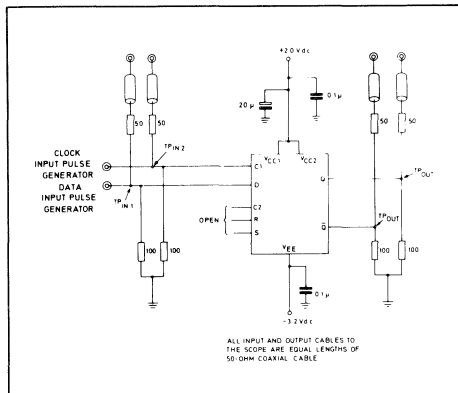 +2.0 Vdc
20 µ
0.1 µ
50 50
50 50
VCC1 VCC2
TP IN 2
CLOCK
INPUT PULSE
GENERATOR
DATA
INPUT PULSE
GENERATOR
TP IN 1
C1
D
C2
R
S
OPEN
Q
TP OUT
Q̅
TP OUT
VEE
100 100
100 100
0.1 µ
-3.2 Vdc
ALL INPUT AND OUTPUT CABLES TO
THE SCOPE ARE EQUAL LENGTHS OF
50-OHM COAXIAL CABLE